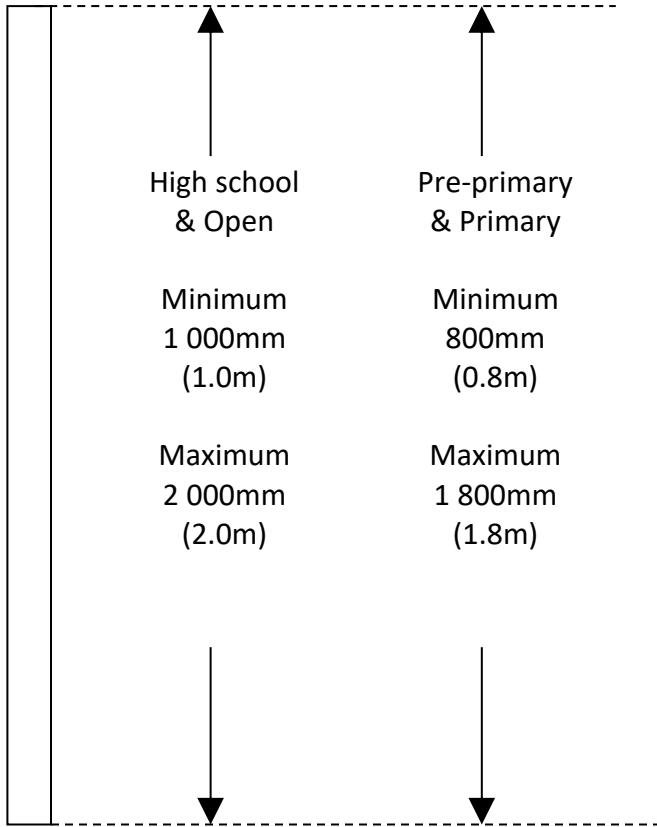 High school
& Open
Minimum
1 000mm
(1.0m)
Maximum
2 000mm
(2.0m)
Pre-primary
& Primary
Minimum
800mm
(0.8m)
Maximum
1 800mm
(1.8m)